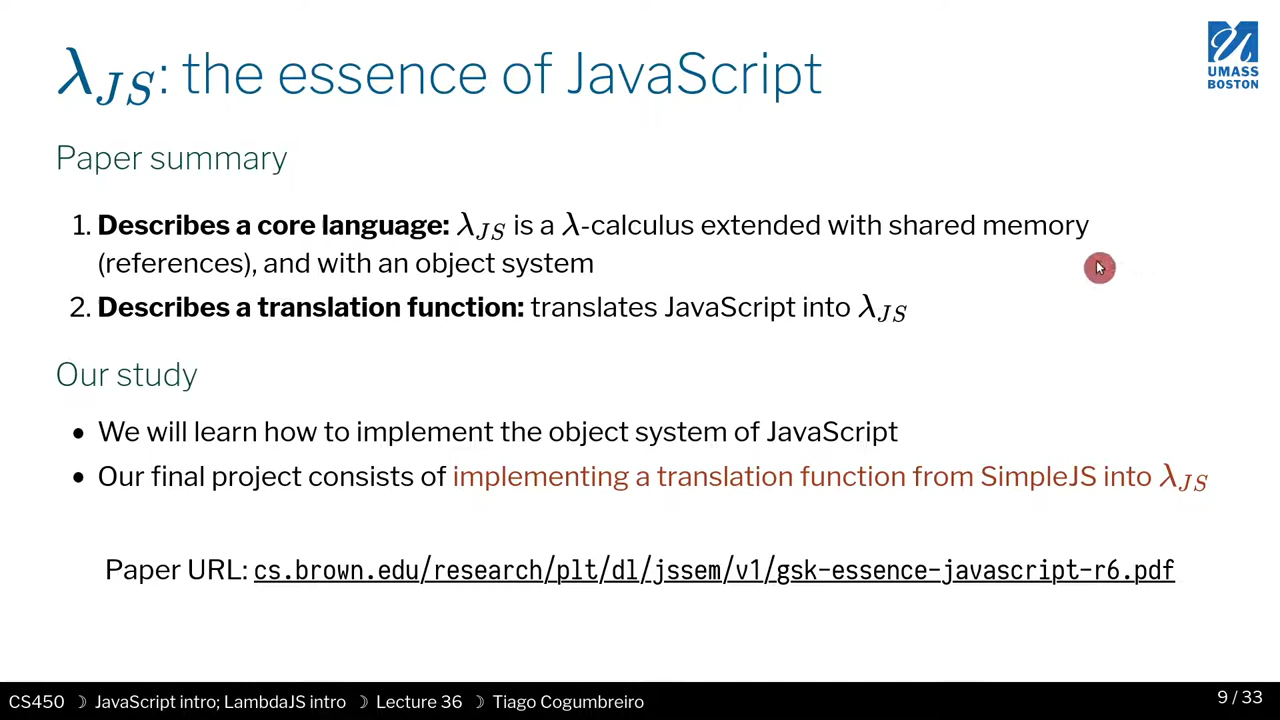 λJS: the essence of JavaScript
UMASS
BOSTON
Paper summary
1. Describes a core language: λJS is a λ-calculus extended with shared memory
(references), and with an object system
2. Describes a translation function: translates JavaScript into λJS
Our study
• We will learn how to implement the object system of JavaScript
• Our final project consists of implementing a translation function from SimpleJS into λJS
Paper URL: cs.brown.edu/research/plt/dl/jssem/v1/gsk-essence-javascript-r6.pdf
CS450 ☽ JavaScript intro; LambdaJS intro ☽ Lecture 36 ☽ Tiago Cogumbreiro
9 / 33